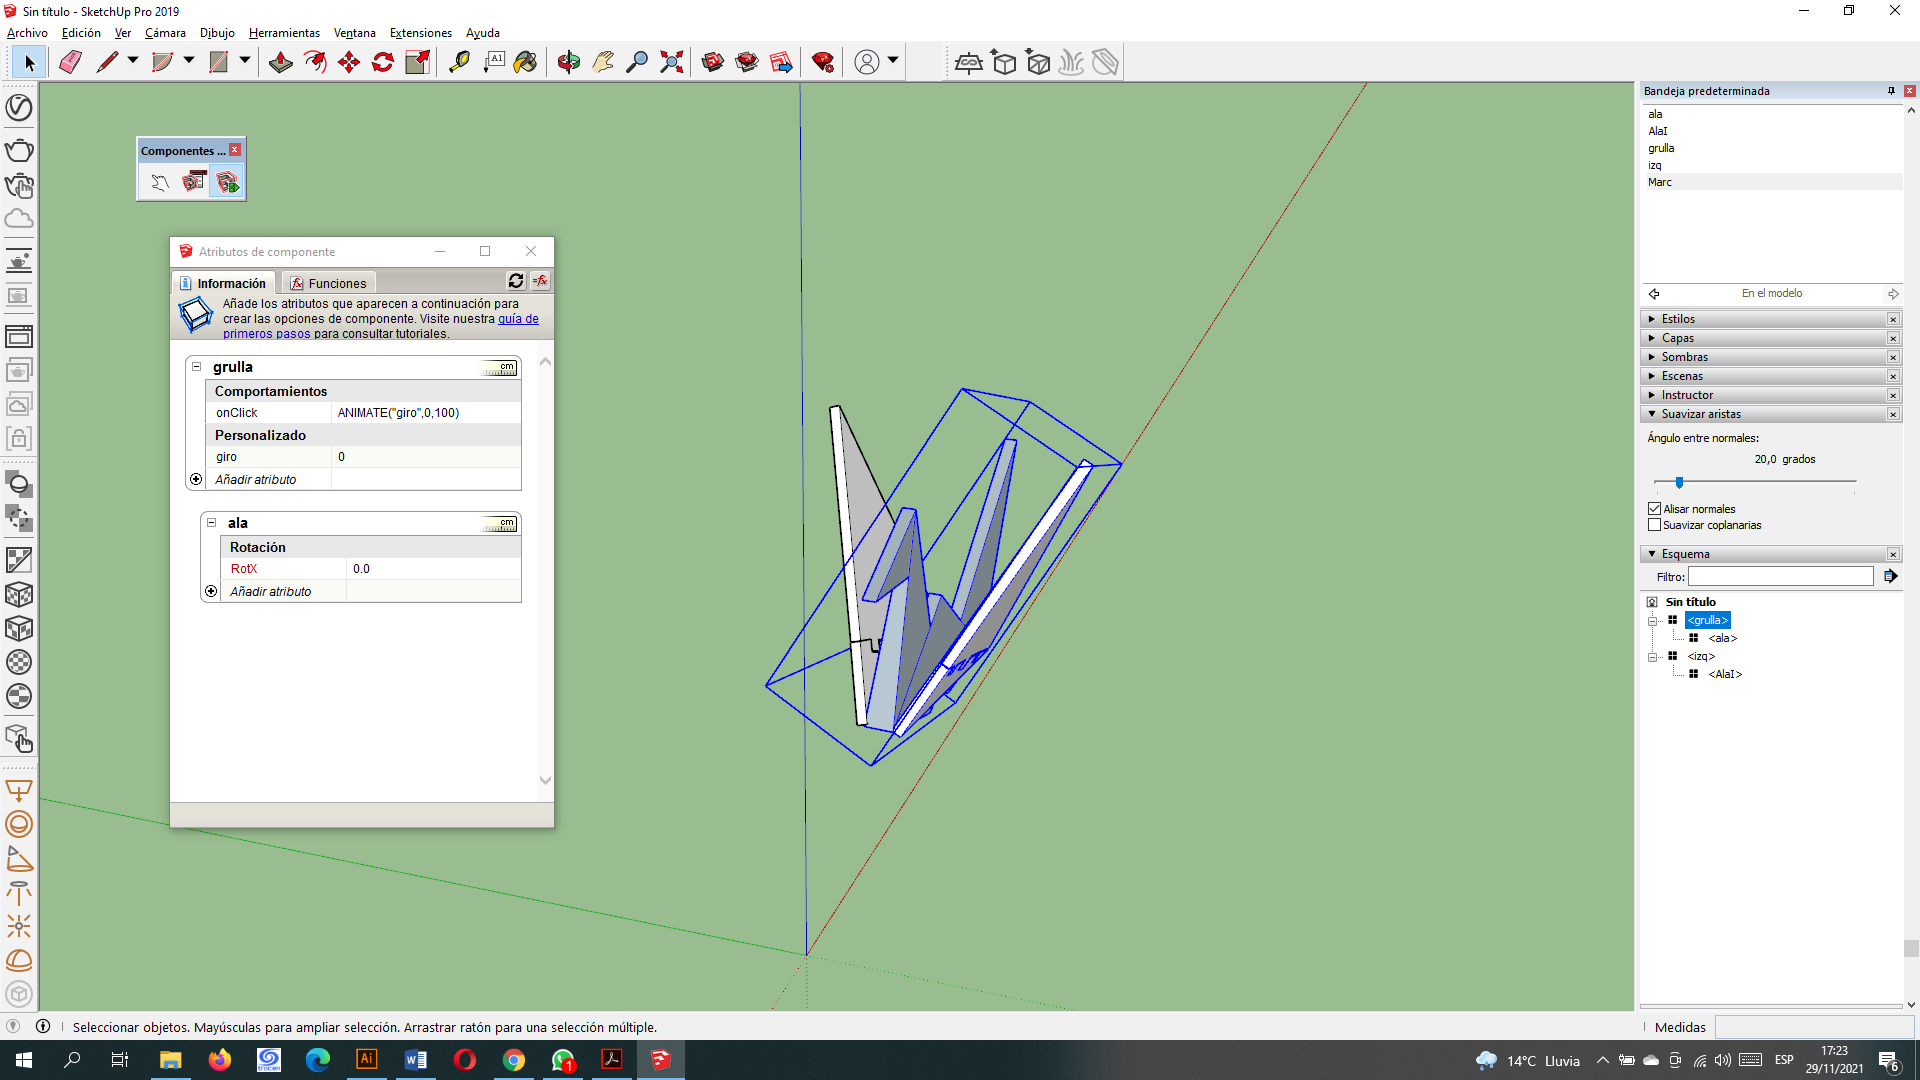 Sin título - SketchUp Pro 2019
Archivo Edición Ver Cámara Dibujo Herramientas Ventana Extensiones Ayuda
A1
Componentes ...
Atributos de componente
Información Funciones
Añade los atributos que aparecen a continuación para
crear las opciones de componente. Visite nuestra guía de
primeros pasos para consultar tutoriales.
grulla cm
Comportamientos
onClick ANIMATE("giro",0,100)
Personalizado
giro 0
Añadir atributo
ala cm
Rotación
RotX 0.0
Añadir atributo
Bandeja predeterminada
ala
AlaI
grulla
izq
Marc
En el modelo
Estilos
Capas
Sombras
Escenas
Instructor
Suavizar aristas
Ángulo entre normales:
20,0 grados
Alisar normales
Suavizar coplanarias
Esquema
Filtro:
Sin título
<grulla>
<ala>
<izq>
<AlaI>
Seleccionar objetos. Mayúsculas para ampliar selección. Arrastrar ratón para una selección múltiple.
Medidas
Ai
1
14°C Lluvia
ESP
17:23
29/11/2021
6